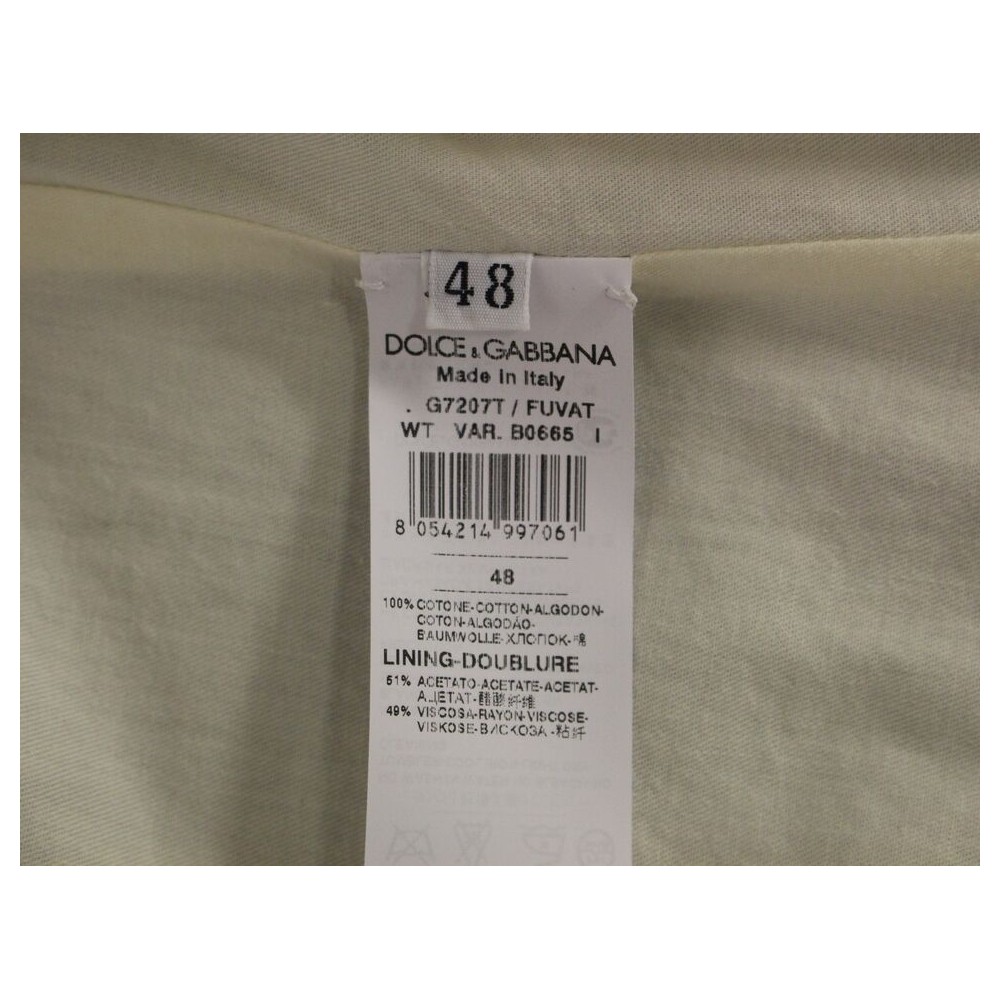 48
DOLCE & GABBANA
Made in Italy
. G7207T / FUVAT
WT VAR. B0665 I
8 054214 997061
48
100% COTONE-COTTON-ALGODON-
COTON-ALGODÃO-
BAUMWOLLE-ХЛОПОК-棉
LINING-DOUBLURE
51% ACETATO-ACETATE-ACETAT-
АЦЕТАТ-醋酸纤维
49% VISCOSA-RAYON-VISCOSE-
VISKOSE-ВИСКОЗА-粘纤